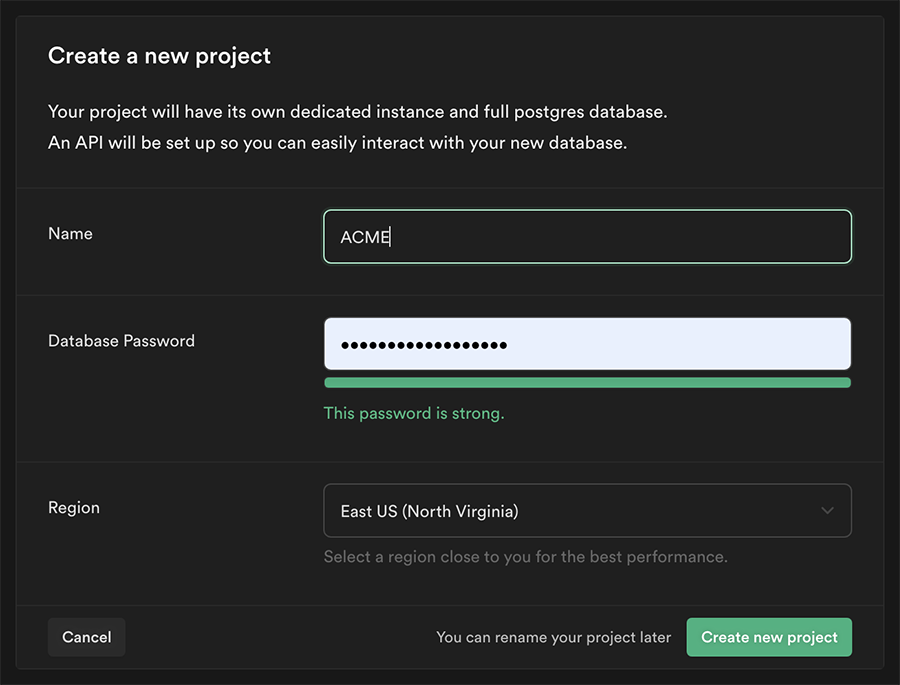 Create a new project
Your project will have its own dedicated instance and full postgres database.
An API will be set up so you can easily interact with your new database.
Name
ACME
Database Password
••••••••••••••••••
This password is strong.
Region
East US (North Virginia)
Select a region close to you for the best performance.
Cancel
You can rename your project later
Create new project